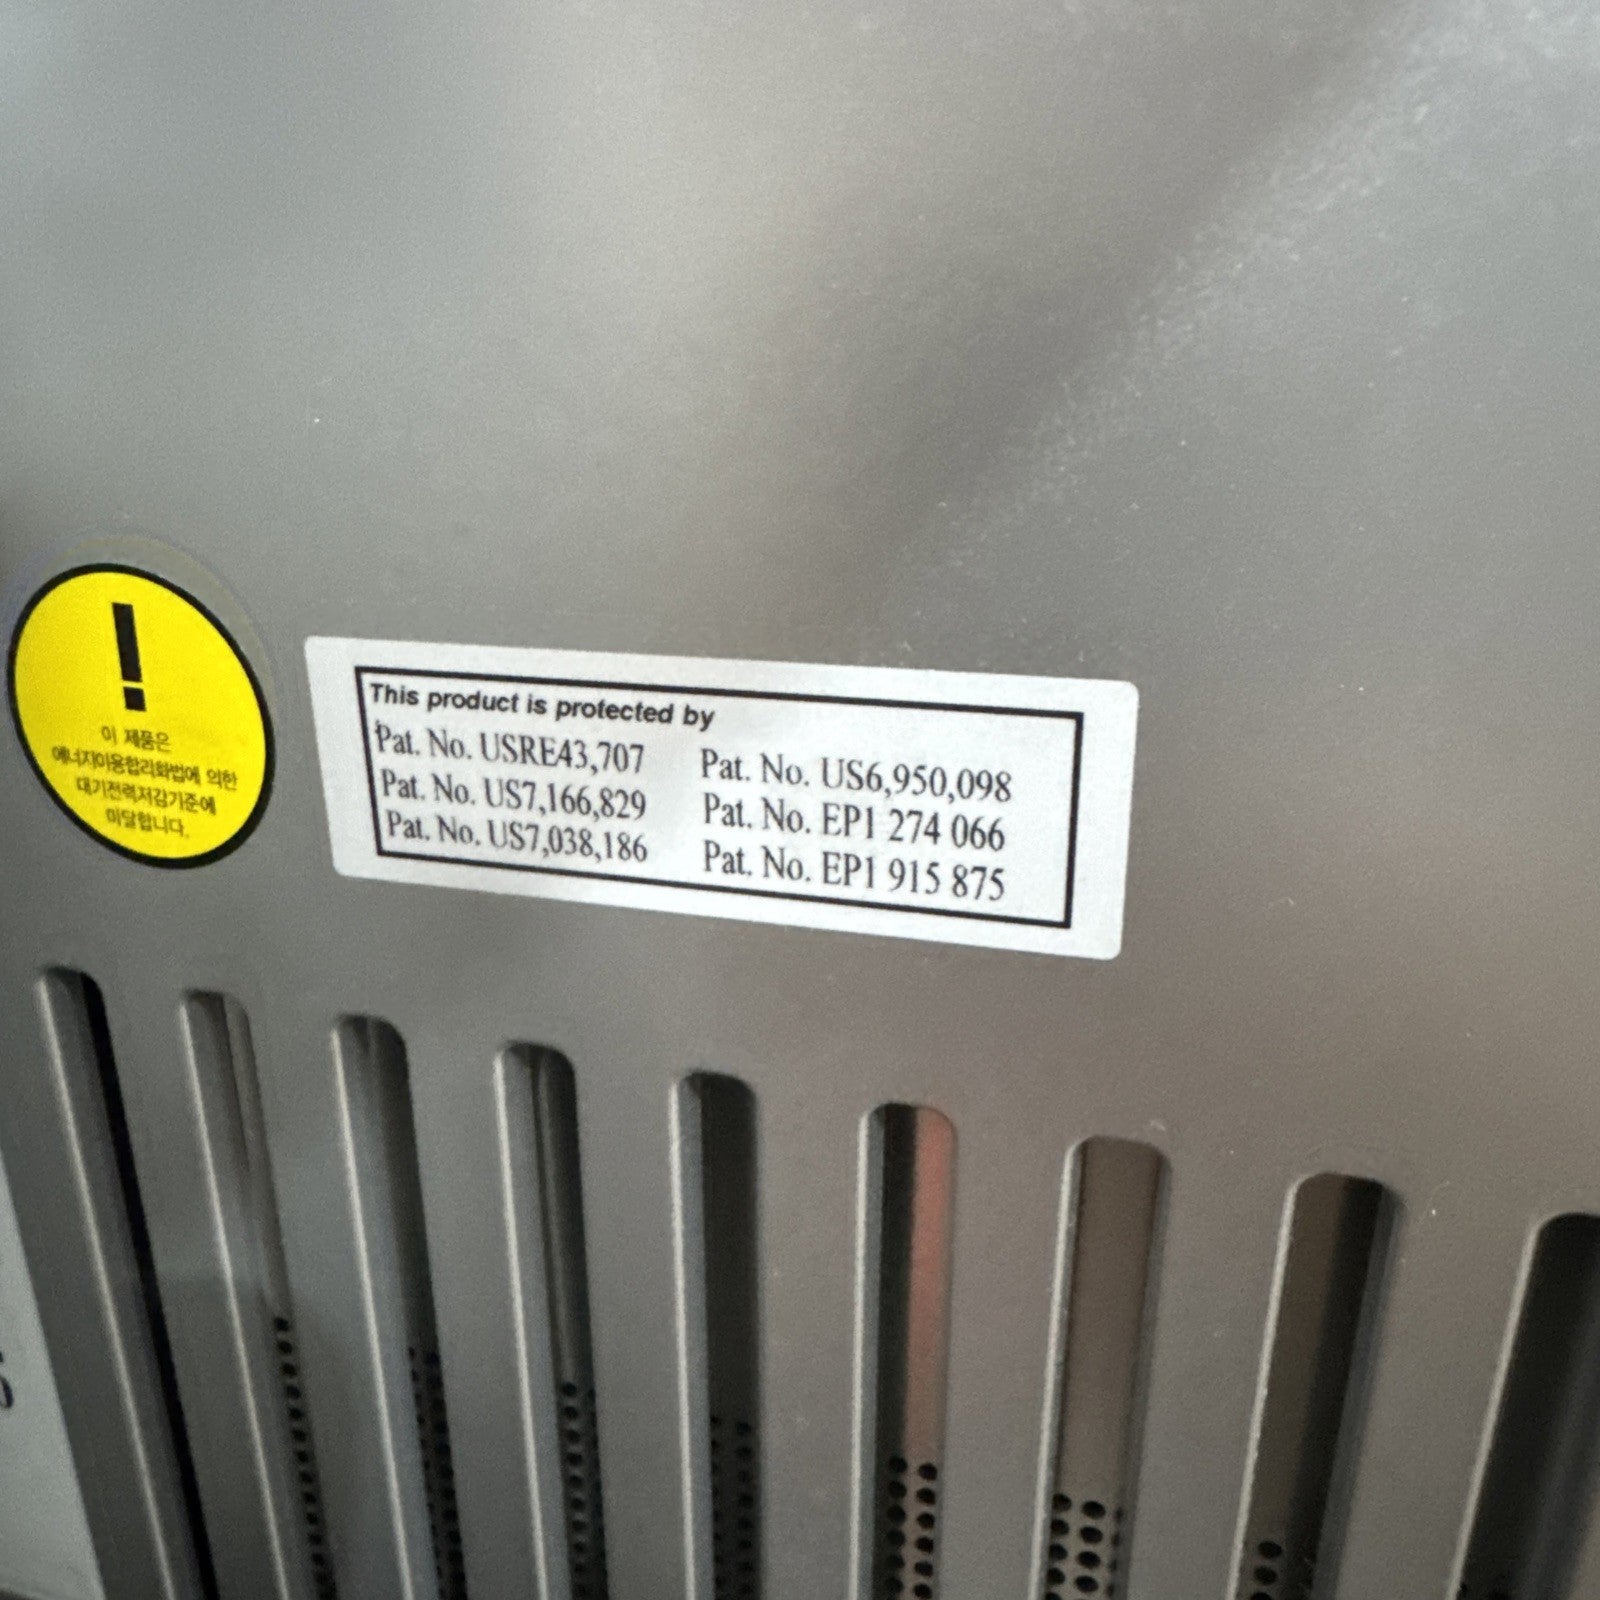 !
이 제품은
에너지이용합리화법에 의한
대기전력저감기준에
미달합니다.
This product is protected by
Pat. No. USRE43,707
Pat. No. US7,166,829
Pat. No. US7,038,186
Pat. No. US6,950,098
Pat. No. EP1 274 066
Pat. No. EP1 915 875